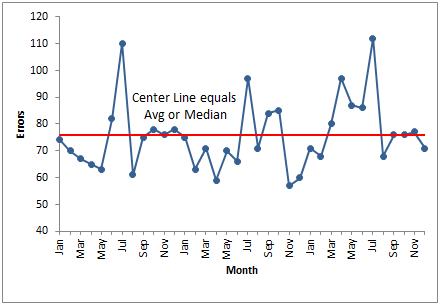 120
110
100
90
80
70
60
50
40
Errors
Center Line equals
Avg or Median
Jan
Mar
May
Jul
Sep
Nov
Jan
Mar
May
Jul
Sep
Nov
Jan
Mar
May
Jul
Sep
Nov
Month